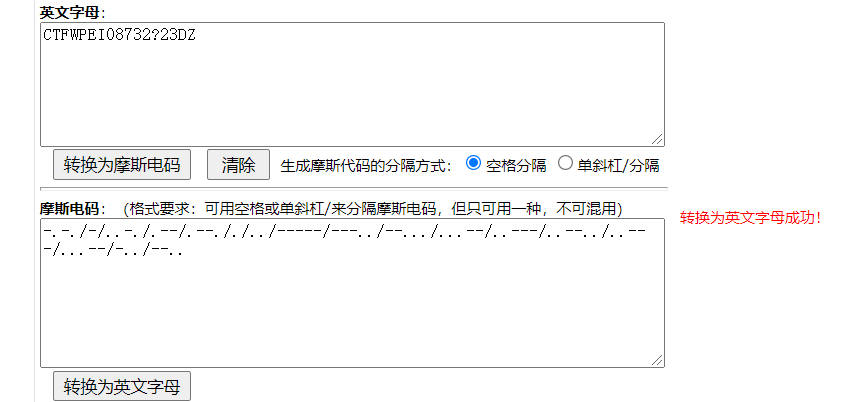 英文字母：
CTFWPEI08732?23DZ
转换为摩斯电码 清除 生成摩斯代码的分隔方式： 空格分隔 单斜杠/分隔
摩斯电码：（格式要求：可用空格或单斜杠/来分隔摩斯电码，但只可用一种，不可混用）
转换为英文字母成功！
-.-./-/..-./.--/.--././../-----/---../--.../...--/..---/..--../..--
-/...--/-../--..
转换为英文字母